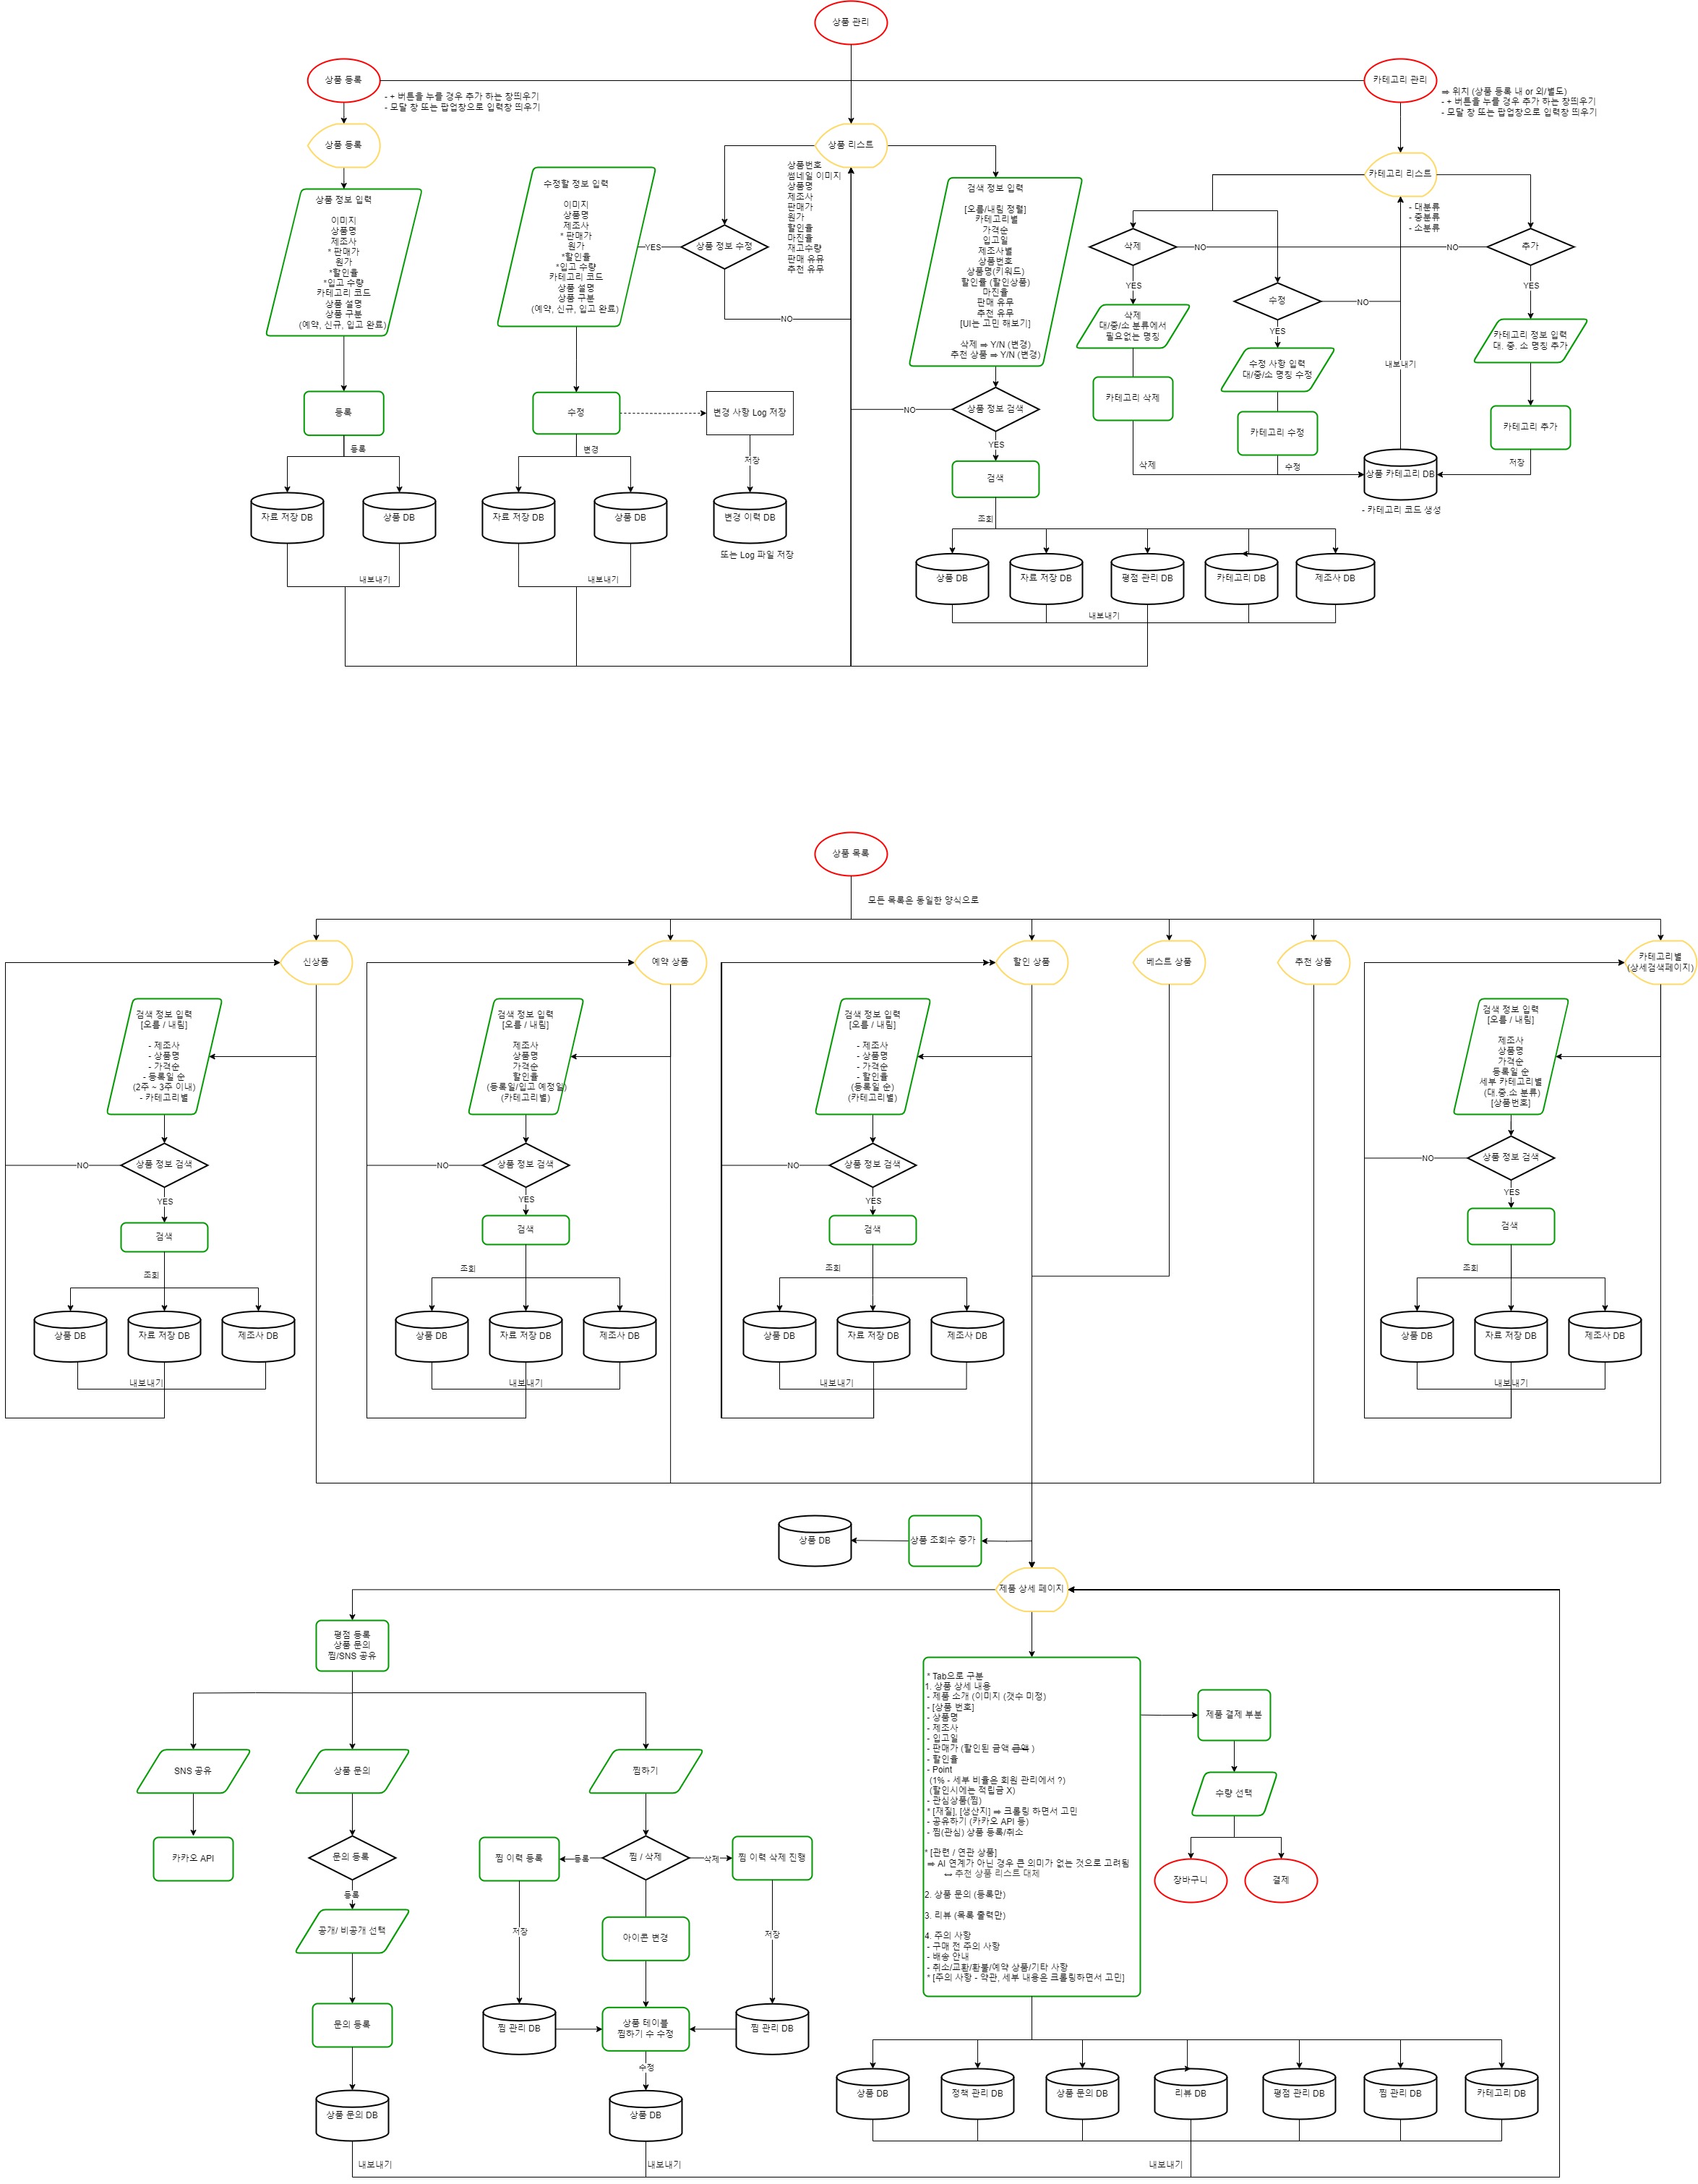 상품 관리
상품 등록
- + 버튼을 누를 경우 추가 하는 창띄우기
- 모달 창 또는 팝업창으로 입력창 띄우기
카테고리 관리
⇒ 위치 (상품 등록 내 or 외/별도)
- + 버튼을 누를 경우 추가 하는 창띄우기
- 모달 창 또는 팝업창으로 입력창 띄우기
상품 등록
상품 정보 입력
이미지
상품명
제조사
* 판매가
원가
*할인율
*입고 수량
카테고리 코드
상품 설명
상품 구분
(예약, 신규, 입고 완료)
등록
등록
자료 저장 DB
상품 DB
내보내기
수정할 정보 입력
이미지
상품명
제조사
* 판매가
원가
*할인율
*입고 수량
카테고리 코드
상품 설명
상품 구분
(예약, 신규, 입고 완료)
YES
상품 정보 수정
NO
수정
변경
자료 저장 DB
상품 DB
내보내기
변경 사항 Log 저장
저장
변경 이력 DB
또는 Log 파일 저장
상품 리스트
상품번호
썸네일 이미지
상품명
제조사
판매가
원가
할인율
마진율
재고수량
판매 유뮤
추천 유무
검색 정보 입력
[오름/내림 정렬]
카테고리별
가격순
입고일
제조사별
상품번호
상품명(키워드)
할인율 (할인상품)
마진율
판매 유무
추천 유무
[UI는 고민 해보기]
삭제 ⇒ Y/N (변경)
추천 상품 ⇒ Y/N (변경)
상품 정보 검색
NO
YES
검색
조회
상품 DB
자료 저장 DB
평점 관리 DB
카테고리 DB
제조사 DB
내보내기
카테고리 리스트
- 대분류
- 중분류
- 소분류
삭제
NO
YES
삭제
대/중/소 분류에서
필요없는 명칭
카테고리 삭제
삭제
수정
NO
YES
수정 사항 입력
대/중/소 명칭 수정
카테고리 수정
수정
내보내기
추가
NO
YES
카테고리 정보 입력
대. 중. 소 명칭 추가
카테고리 추가
저장
상품 카테고리 DB
- 카테고리 코드 생성
상품 목록
모든 목록은 동일한 양식으로
신상품
예약 상품
할인 상품
베스트 상품
추천 상품
카테고리별
(상세검색페이지)
검색 정보 입력
[오름 / 내림]
- 제조사
- 상품명
- 가격순
- 등록일 순
(2주 ~ 3주 이내)
- 카테고리별
상품 정보 검색
NO
YES
검색
조회
상품 DB
자료 저장 DB
제조사 DB
내보내기
검색 정보 입력
[오름 / 내림]
제조사
상품명
가격순
할인율
(등록일/입고 예정일)
(카테고리별)
상품 정보 검색
NO
YES
검색
조회
상품 DB
자료 저장 DB
제조사 DB
내보내기
검색 정보 입력
[오름 / 내림]
- 제조사
- 상품명
- 가격순
- 할인율
(등록일 순)
(카테고리별)
상품 정보 검색
NO
YES
검색
조회
상품 DB
자료 저장 DB
제조사 DB
내보내기
검색 정보 입력
[오름 / 내림]
제조사
상품명
가격순
등록일 순
세부 카테고리별
(대.중.소 분류)
[상품번호]
상품 정보 검색
NO
YES
검색
조회
상품 DB
자료 저장 DB
제조사 DB
내보내기
상품 DB
상품 조회수 증가
제품 상세 페이지
평점 등록
상품 문의
찜/SNS 공유
SNS 공유
카카오 API
상품 문의
문의 등록
등록
공개/ 비공개 선택
문의 등록
상품 문의 DB
내보내기
찜하기
찜 이력 등록
등록
찜 / 삭제
삭제
찜 이력 삭제 진행
저장
아이콘 변경
저장
찜 관리 DB
상품 테이블
찜하기 수 수정
찜 관리 DB
수정
상품 DB
내보내기
* Tab으로 구분
1. 상품 상세 내용
- 제품 소개 (이미지 (갯수 미정)
- [상품 번호]
- 상품명
- 제조사
- 입고일
- 판매가 (할인된 금액 금액 )
- 할인율
- Point
(1% - 세부 비율은 회원 관리에서 ?)
(할인시에는 적립금 X)
- 관심상품(찜)
* [재질], [생산지] ⇒ 크롤링 하면서 고민
- 공유하기 (카카오 API 등)
- 찜(관심) 상품 등록/취소
* [관련 / 연관 상품]
⇒ AI 연계가 아닌 경우 큰 의미가 없는 것으로 고려됨
↔ 추천 상품 리스트 대체
2. 상품 문의 (등록만)
3. 리뷰 (목록 출력만)
4. 주의 사항
- 구매 전 주의 사항
- 배송 안내
- 취소/교환/환불/예약 상품/기타 사항
* [주의 사항 - 약관, 세부 내용은 크롤링하면서 고민]
제품 결제 부분
수량 선택
장바구니
결제
상품 DB
정책 관리 DB
상품 문의 DB
리뷰 DB
평점 관리 DB
찜 관리 DB
카테고리 DB
내보내기